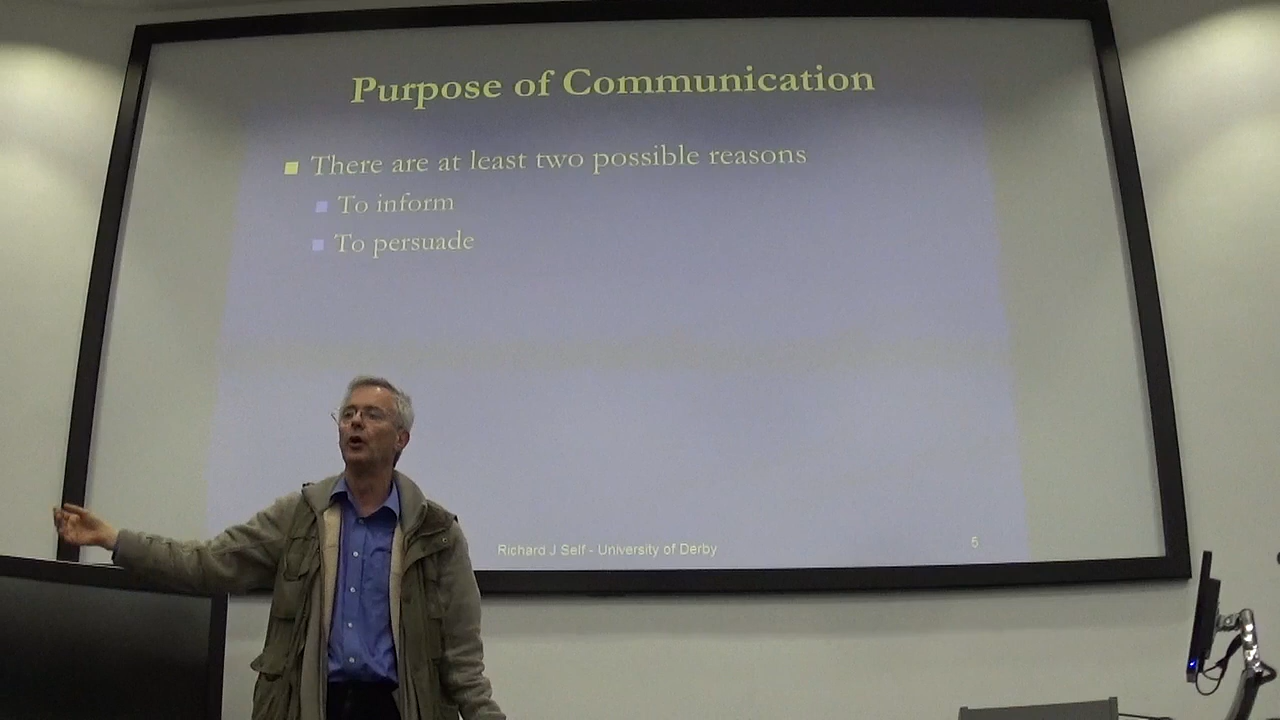 Purpose of Communication
There are at least two possible reasons
To inform
To persuade
Richard J Self - University of Derby
5